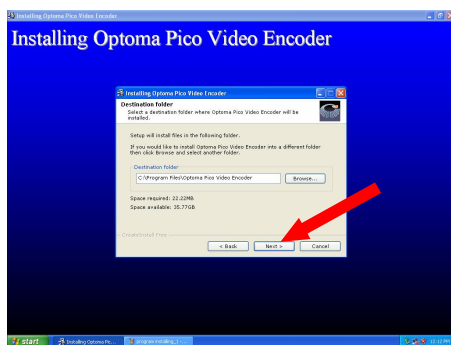 Installing Optoma Pico Video Encoder
Installing Optoma Pico Video Encoder
Installing Optoma Pico Video Encoder
Destination folder
Select a destination folder where Optoma Pico Video Encoder will be
installed.
Setup will install files in the following folder.
If you would like to install Optoma Pico Video Encoder into a different folder
then click Browse and select another folder.
Destination folder
C:\Program Files\Optoma Pico Video Encoder
Browse...
Space required: 22.22MB
Space available: 35.77GB
CreateInstall Free
< Back
Next >
Cancel
start
Installing Optoma Pic...